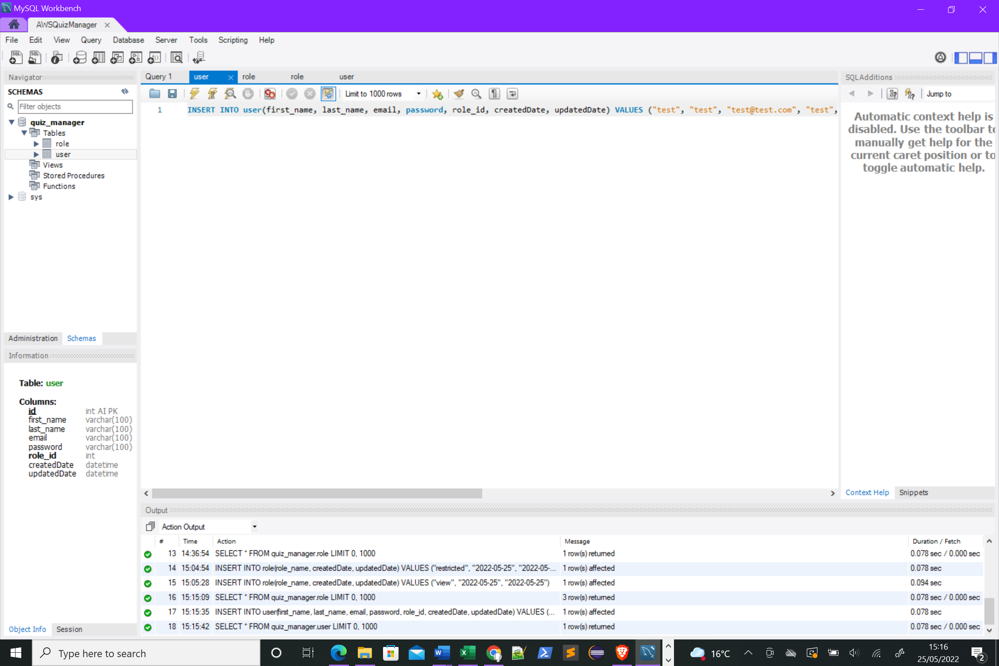 MySQL Workbench
AWSQuizManager
File Edit View Query Database Server Tools Scripting Help
Navigator
SCHEMAS
Filter objects
quiz_manager
Tables
role
user
Views
Stored Procedures
Functions
sys
Administration Schemas
Information
Table: user
Columns:
id int AI PK
first_name varchar(100)
last_name varchar(100)
email varchar(100)
password varchar(100)
role_id int
createdDate datetime
updatedDate datetime
Object Info Session
Query 1 user role role user
Limit to 1000 rows
1 INSERT INTO user(first_name, last_name, email, password, role_id, createdDate, updatedDate) VALUES ("test", "test", "test@test.com", "test",
SQLAdditions
Jump to
Automatic context help is
disabled. Use the toolbar to
manually get help for the
current caret position or to
toggle automatic help.
Context Help Snippets
Output
Action Output
# Time Action Message Duration / Fetch
13 14:36:54 SELECT * FROM quiz_manager.role LIMIT 0, 1000 1 row(s) returned 0.078 sec / 0.000 sec
14 15:04:54 INSERT INTO role(role_name, createdDate, updatedDate) VALUES ("restricted", "2022-05-25", "2022-05-... 1 row(s) affected 0.078 sec
15 15:05:28 INSERT INTO role(role_name, createdDate, updatedDate) VALUES ("view", "2022-05-25", "2022-05-25") 1 row(s) affected 0.094 sec
16 15:15:09 SELECT * FROM quiz_manager.role LIMIT 0, 1000 3 row(s) returned 0.078 sec / 0.000 sec
17 15:15:35 INSERT INTO user(first_name, last_name, email, password, role_id, createdDate, updatedDate) VALUES (... 1 row(s) affected 0.078 sec
18 15:15:42 SELECT * FROM quiz_manager.user LIMIT 0, 1000 1 row(s) returned 0.078 sec / 0.000 sec
Type here to search
16°C
15:16
25/05/2022
2